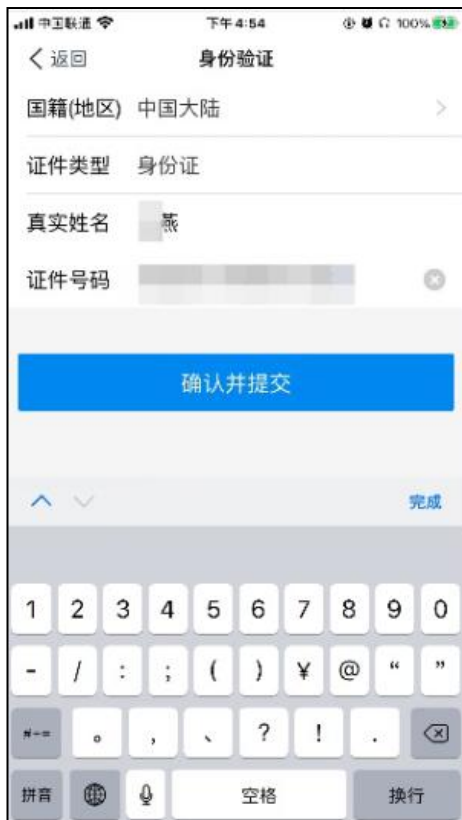 中国联通 下午4:54 100%
返回 身份验证
国籍(地区) 中国大陆
证件类型 身份证
真实姓名 燕
证件号码
确认并提交
完成
1 2 3 4 5 6 7 8 9 0
- / : ; ( ) ¥ @ “ ”
#+= 。 , 、 ? ! .
拼音 空格 换行